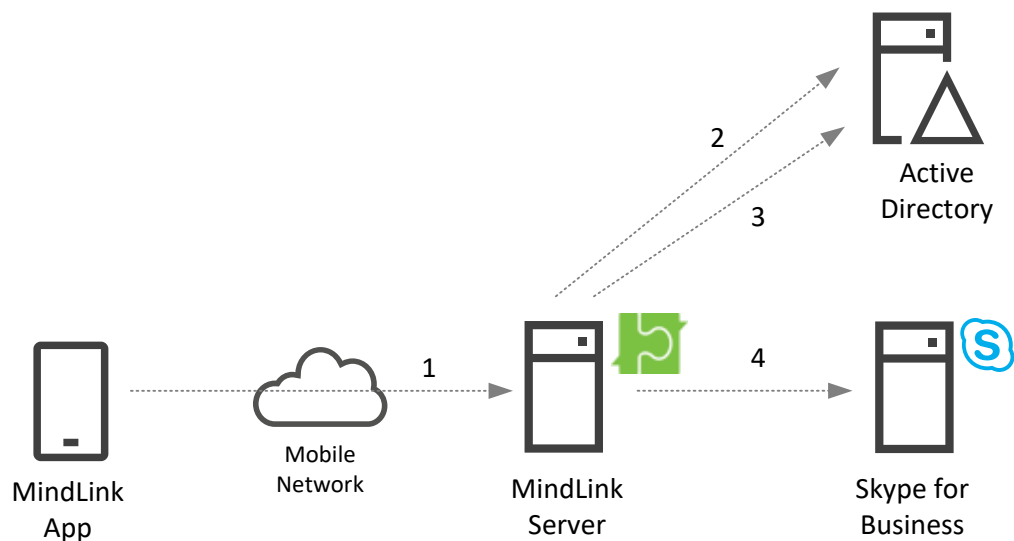 2
3
Active
Directory
1
4
Mobile
Network
MindLink
App
MindLink
Server
Skype for
Business
S